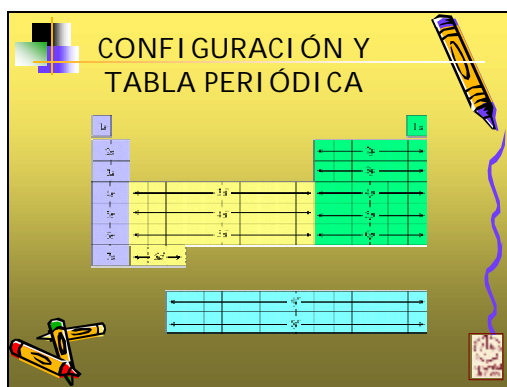 CONFIGURACIÓN Y
TABLA PERIÓDICA
1s
1s
2s
2p
3s
3p
4s
3d
4p
5s
4d
5p
6s
5d
6p
7s
6d
4f
5f